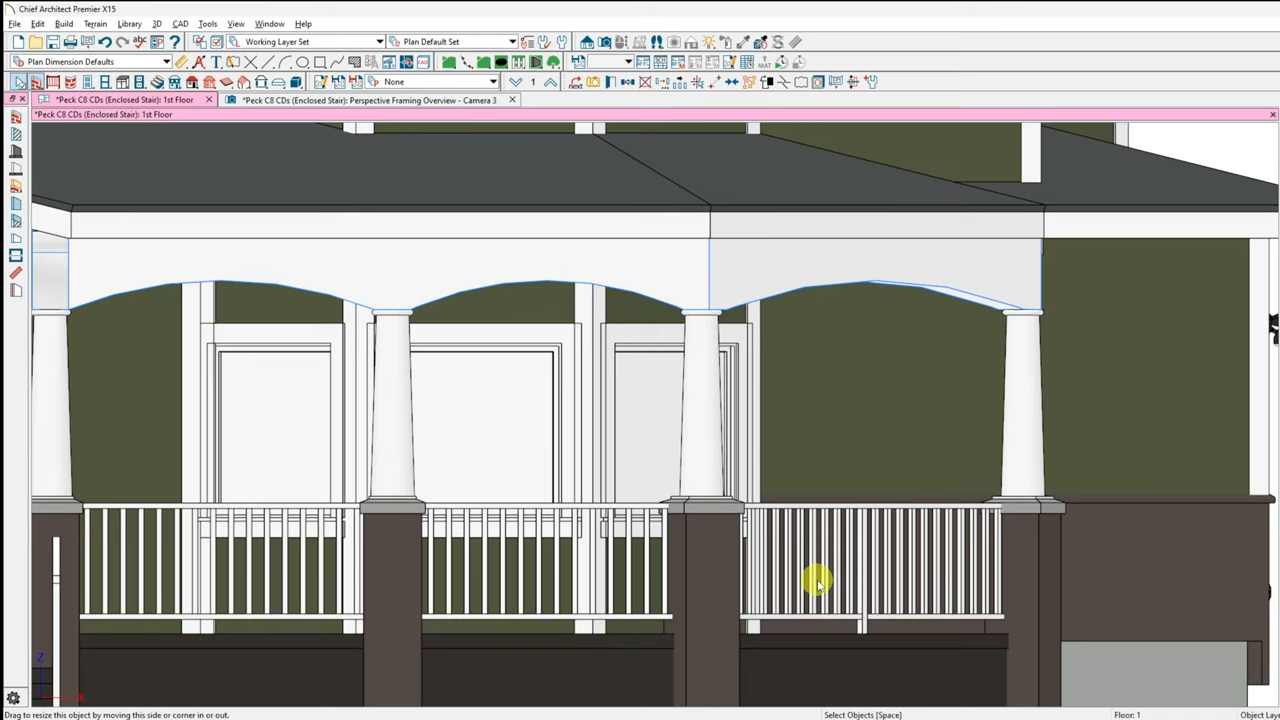 Chief Architect Premier X15
File Edit Build Terrain Library 3D CAD Tools View Window Help
Working Layer Set Plan Default Set
Plan Dimension Defaults
None 1 next
*Peck C8 CDs (Enclosed Stair): 1st Floor *Peck C8 CDs (Enclosed Stair): Perspective Framing Overview - Camera 3
*Peck C8 CDs (Enclosed Stair): 1st Floor
Z
X
Drag to resize this object by moving this side or corner in or out. Select Objects [Space] Floor: 1 Object Laye